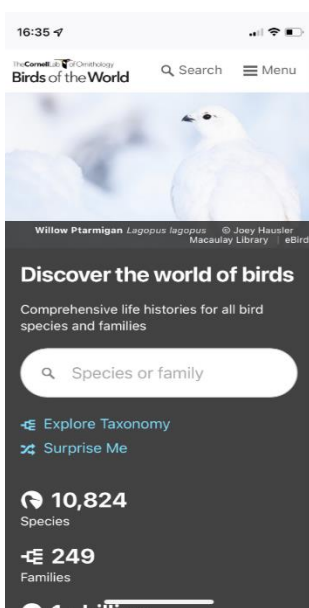 16:35
The Cornell Lab of Ornithology
Birds of the World
Search
Menu
Willow Ptarmigan Lagopus lagopus © Joey Hausler
Macaulay Library | eBird
Discover the world of birds
Comprehensive life histories for all bird
species and families
Species or family
Explore Taxonomy
Surprise Me
10,824
Species
249
Families